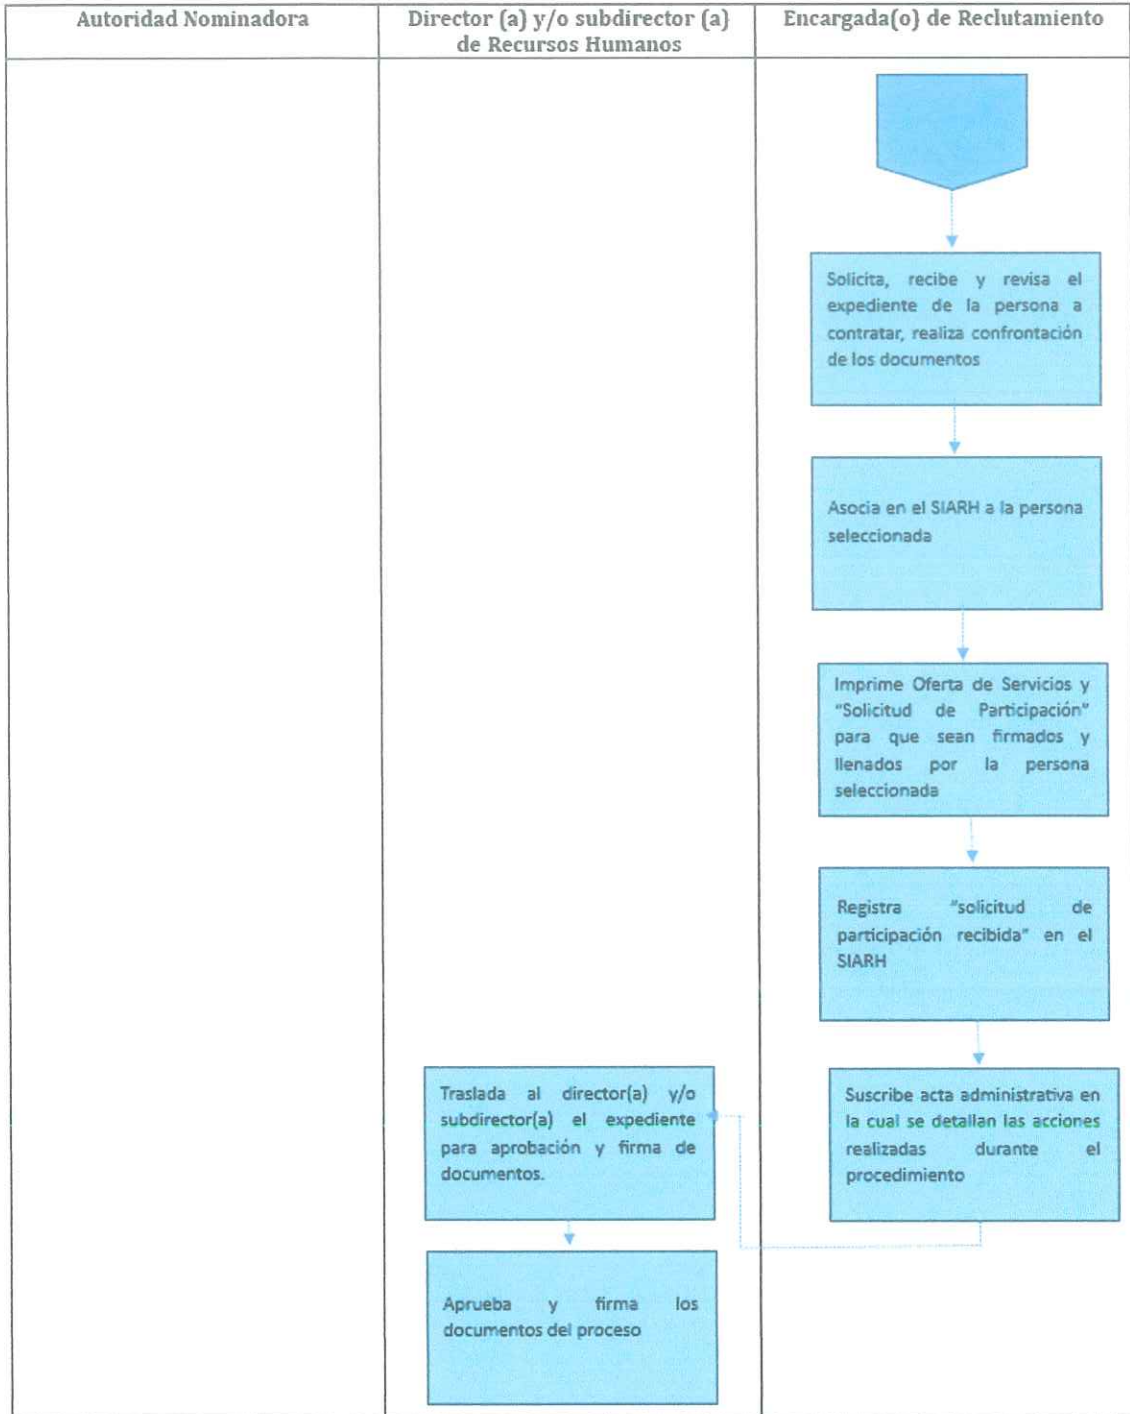 Autoridad Nominadora
Director (a) y/o subdirector (a)
de Recursos Humanos
Encargada(o) de Reclutamiento
Solicita, recibe y revisa el
expediente de la persona a
contratar, realiza confrontación
de los documentos
Asocia en el SIARH a la persona
seleccionada
Imprime Oferta de Servicios y
"Solicitud de Participación"
para que sean firmados y
llenados por la persona
seleccionada
Registra "solicitud de
participación recibida" en el
SIARH
Suscribe acta administrativa en
la cual se detallan las acciones
realizadas durante el
procedimiento
Traslada al director(a) y/o
subdirector(a) el expediente
para aprobación y firma de
documentos.
Aprueba y firma los
documentos del proceso